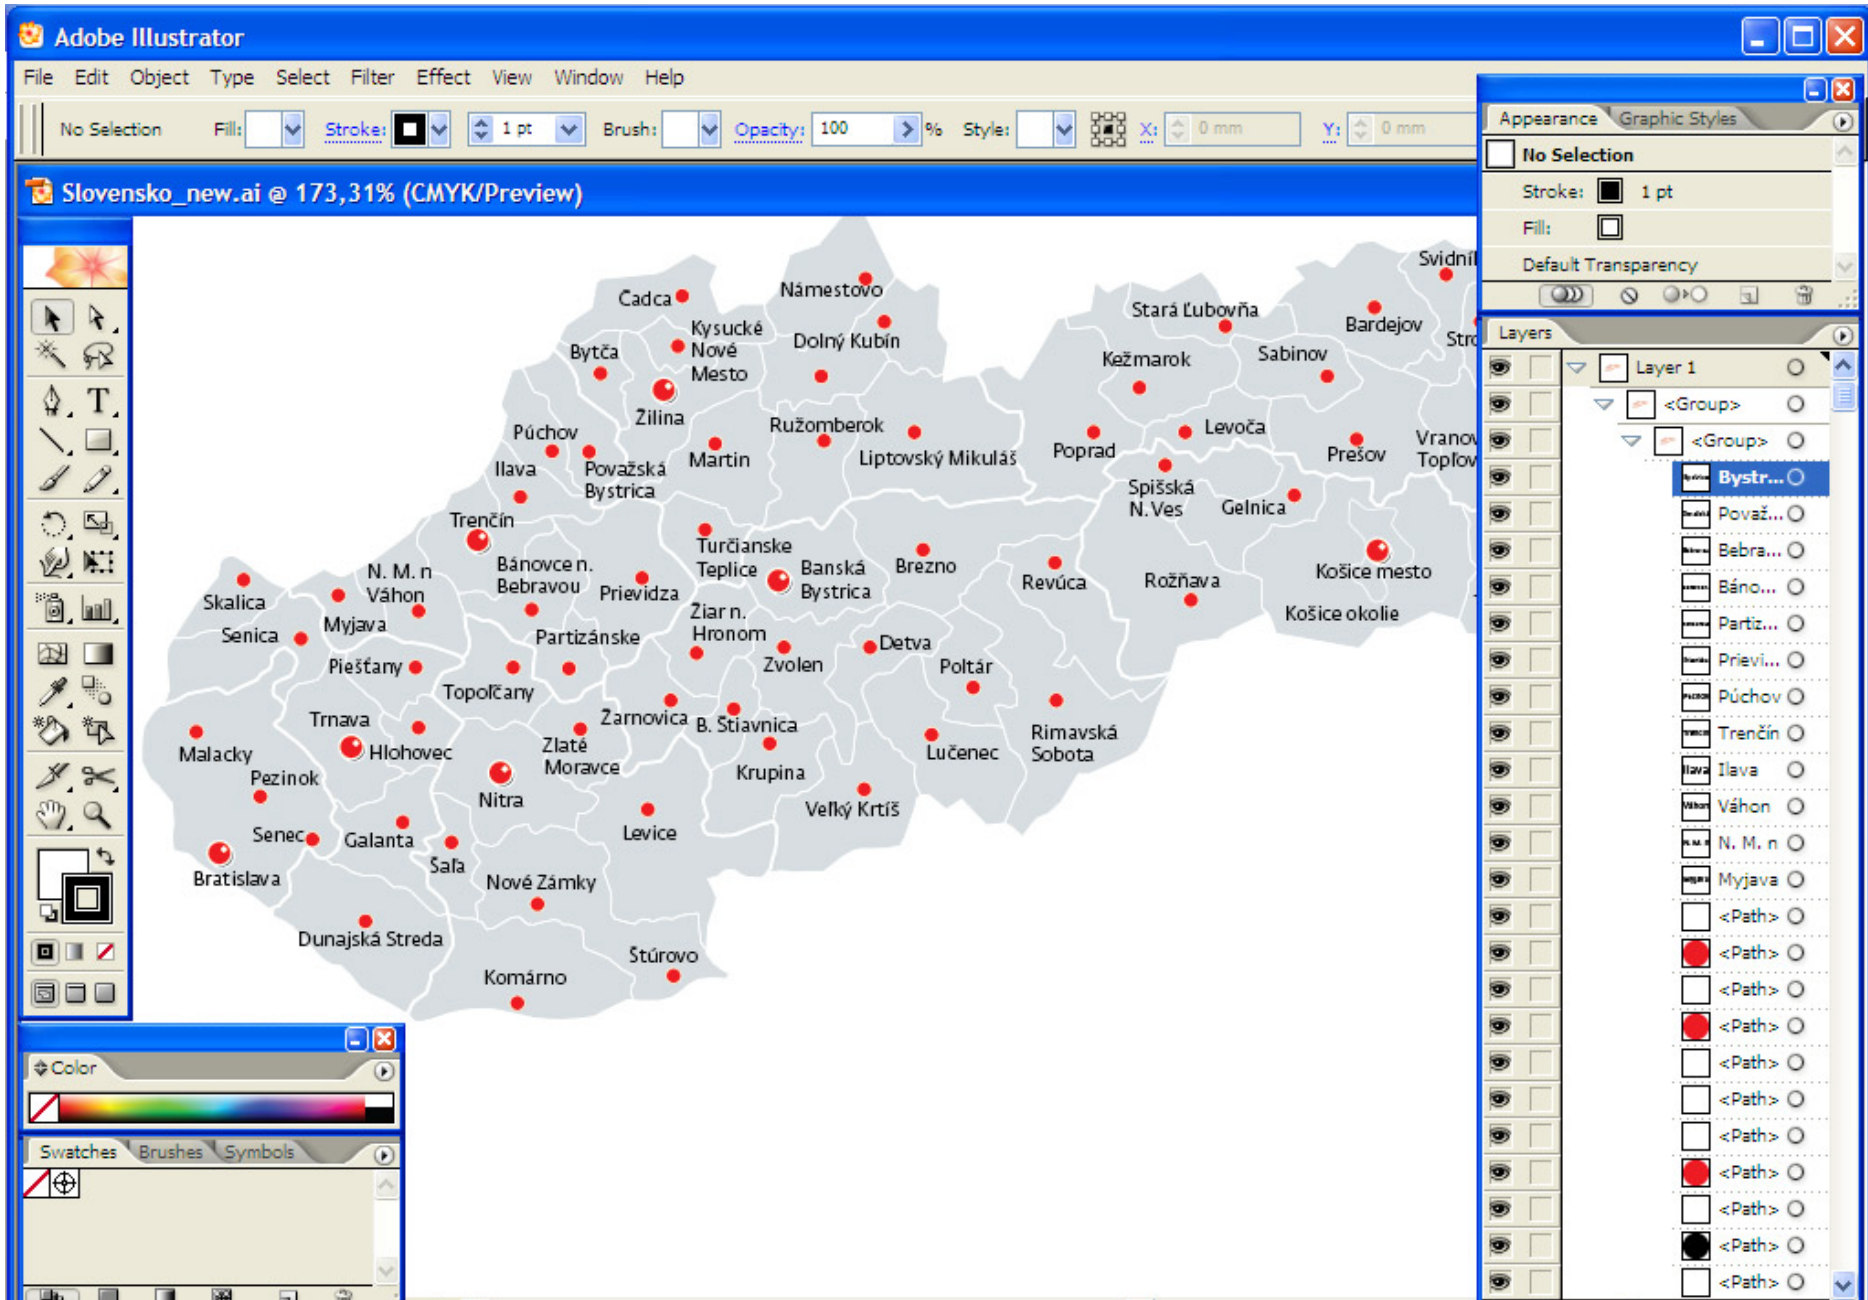 Adobe Illustrator
File Edit Object Type Select Filter Effect View Window Help
No Selection Fill: Stroke: 1 pt Brush: Opacity: 100 % Style: X: 0 mm Y: 0 mm
Slovensko_new.ai @ 173,31% (CMYK/Preview)
Čadca
Námestovo
Kysucké
Nové
Mesto
Dolný Kubín
Bytča
Žilina
Púchov
Ilava
Považská
Bystrica
Martin
Ružomberok
Liptovský Mikuláš
Stará Ľubovňa
Kežmarok
Sabinov
Bardejov
Svidní
Stro
Poprad
Levoča
Prešov
Vranov
Topľov
Spišská
N.Ves
Gelnica
Trenčín
Bánovce n.
Bebravou
Prievidza
Turčianske
Teplice
Banská
Bystrica
Brezno
Revúca
Rožňava
Košice mesto
Košice okolie
Skalica
Senica
N. M. n
Váhon
Myjava
Piešťany
Partizánske
Topoľčany
Žiar n.
Hronom
Zvolen
Detva
Poltár
Malacky
Trnava
Hlohovec
Zlaté
Moravce
Žarnovica
B. Štiavnica
Krupina
Lučenec
Rimavská
Sobota
Pezinok
Nitra
Veľký Krtíš
Senec
Galanta
Šaľa
Levice
Bratislava
Nové Zámky
Dunajská Streda
Štúrovo
Komárno
Appearance Graphic Styles
No Selection
Stroke: 1 pt
Fill:
Default Transparency
Layers
Layer 1
<Group>
<Group>
Bystr...
Považ...
Bebra...
Báno...
Partiz...
Prievi...
Púchov
Trenčín
Ilava
Váhon
N. M. n
Myjava
<Path>
<Path>
<Path>
<Path>
<Path>
<Path>
<Path>
<Path>
<Path>
<Path>
<Path>
Color
Swatches Brushes Symbols